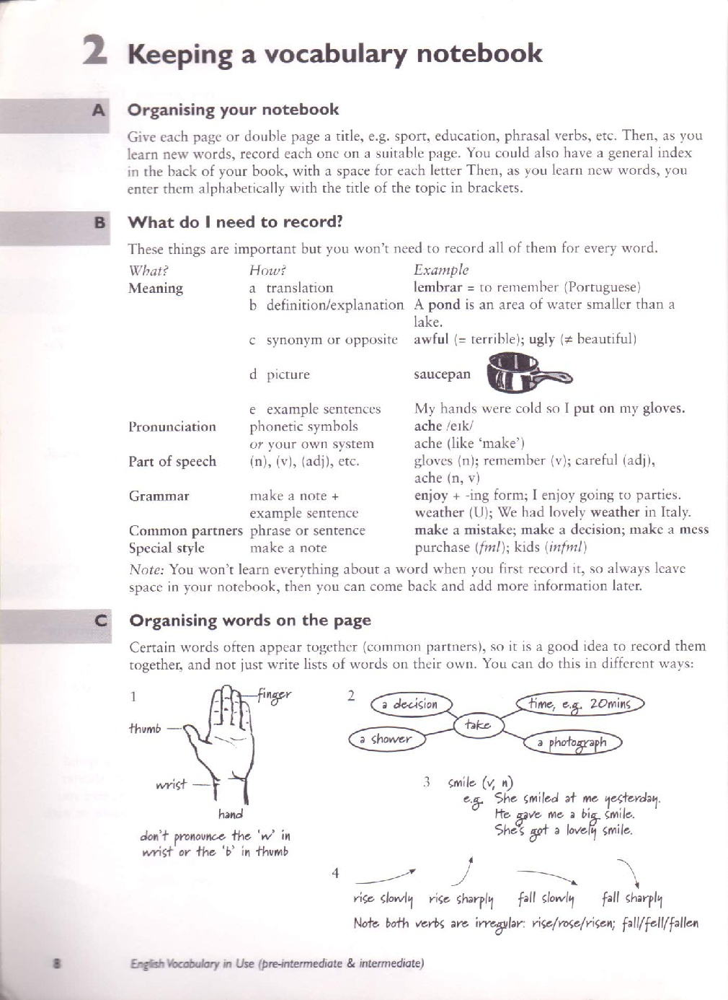 2 Keeping a vocabulary notebook
A Organising your notebook
Give each page or double page a title, e.g. sport, education, phrasal verbs, etc. Then, as you
learn new words, record each one on a suitable page. You could also have a general index
in the back of your book, with a space for each letter Then, as you learn new words, you
enter them alphabetically with the title of the topic in brackets.
B What do I need to record?
These things are important but you won't need to record all of them for every word.
What? How? Example
Meaning a translation lembrar = to remember (Portuguese)
b definition/explanation A pond is an area of water smaller than a
lake.
c synonym or opposite awful (= terrible); ugly (≠ beautiful)
d picture saucepan
e example sentences My hands were cold so I put on my gloves.
Pronunciation phonetic symbols ache /eɪk/
or your own system ache (like 'make')
Part of speech (n), (v), (adj), etc. gloves (n); remember (v); careful (adj),
ache (n, v)
Grammar make a note + enjoy + -ing form; I enjoy going to parties.
example sentence weather (U); We had lovely weather in Italy.
Common partners phrase or sentence make a mistake; make a decision; make a mess
Special style make a note purchase (fml); kids (infml)
Note: You won't learn everything about a word when you first record it, so always leave
space in your notebook, then you can come back and add more information later.
C Organising words on the page
Certain words often appear together (common partners), so it is a good idea to record them
together, and not just write lists of words on their own. You can do this in different ways:
1
finger
thumb
wrist
hand
don't pronounce the 'w' in
wrist or the 'b' in thumb
2
a decision
time, e.g. 20mins
take
a shower
a photograph
3 smile (v, n)
e.g. She smiled at me yesterday.
He gave me a big smile.
She's got a lovely smile.
4
rise slowly rise sharply fall slowly fall sharply
Note both verbs are irregular: rise/rose/risen; fall/fell/fallen
8 English Vocabulary in Use (pre-intermediate & intermediate)